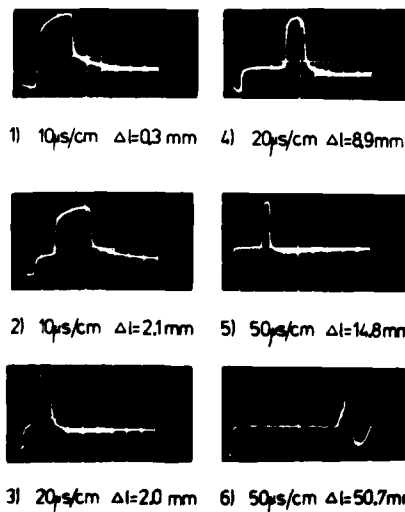 1) 10µs/cm Δl=0.3 mm
4) 20µs/cm Δl=8.9mm
2) 10µs/cm Δl=2.1mm
5) 50µs/cm Δl=14.8mm
3) 20µs/cm Δl=2.0 mm
6) 50µs/cm Δl=50.7m